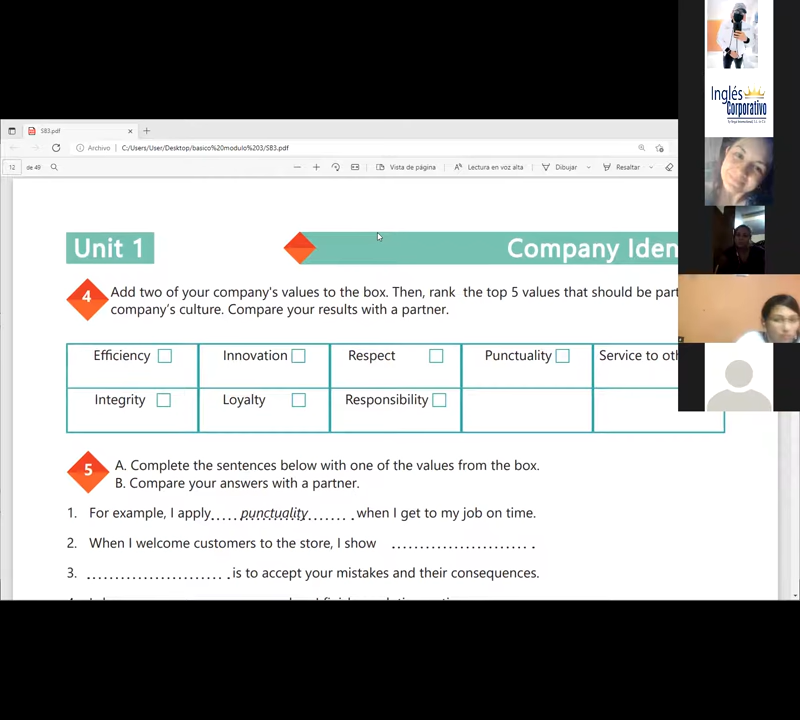 SB3.pdf
Archivo C:/Users/User/Desktop/basico%20modulo%203/SB3.pdf
12 de 49 Vista de página Lectura en voz alta Dibujar Resaltar
Inglés
Corporativo
Unit 1
Company Iden
4 Add two of your company's values to the box. Then, rank the top 5 values that should be part
company's culture. Compare your results with a partner.
Efficiency Innovation Respect Punctuality Service to oth
Integrity Loyalty Responsibility
5 A. Complete the sentences below with one of the values from the box.
B. Compare your answers with a partner.
1. For example, I apply.....punctuality........when I get to my job on time.
2. When I welcome customers to the store, I show ........................ .
3. ........................ is to accept your mistakes and their consequences.